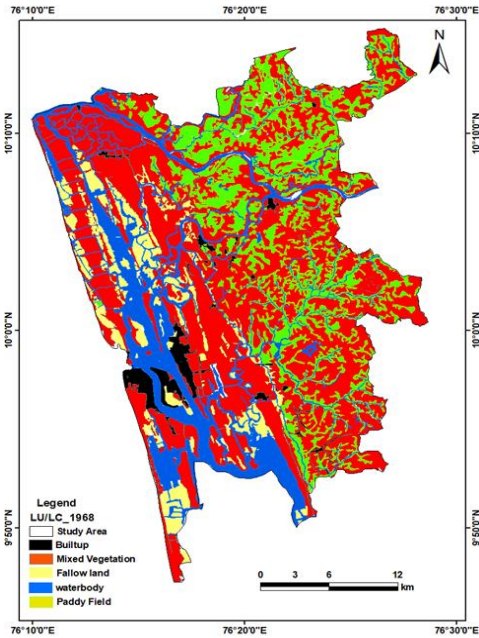 76°10'0"E 76°20'0"E 76°30'0"E
N
10°10'0"N 10°10'0"N
10°0'0"N 10°0'0"N
9°50'0"N 9°50'0"N
Legend
LU/LC_1968
Study Area
Builtup
Mixed Vegetation
Fallow land
waterbody
Paddy Field
0 3 6 12
km
76°10'0"E 76°20'0"E 76°30'0"E